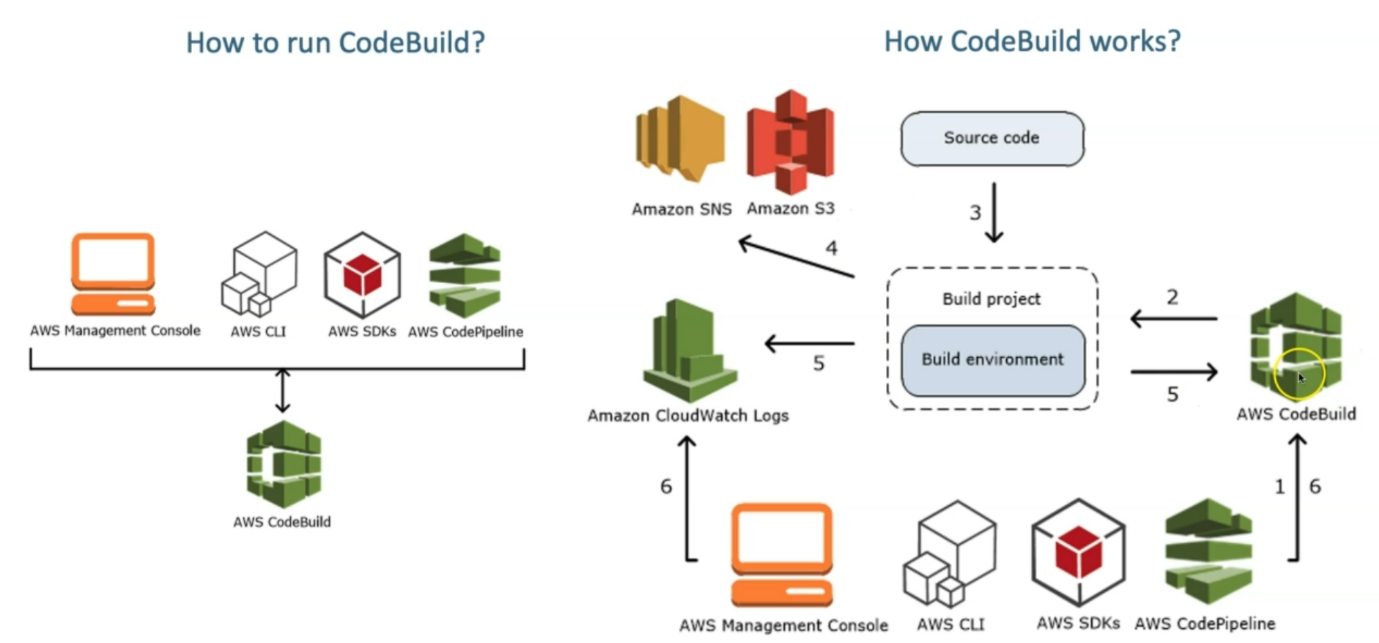 How to run CodeBuild?
AWS Management Console
AWS CLI
AWS SDKs
AWS CodePipeline
AWS CodeBuild
How CodeBuild works?
Amazon SNS
Amazon S3
Source code
3
4
Build project
Build environment
2
5
5
Amazon CloudWatch Logs
AWS CodeBuild
6
1
6
AWS Management Console
AWS CLI
AWS SDKs
AWS CodePipeline